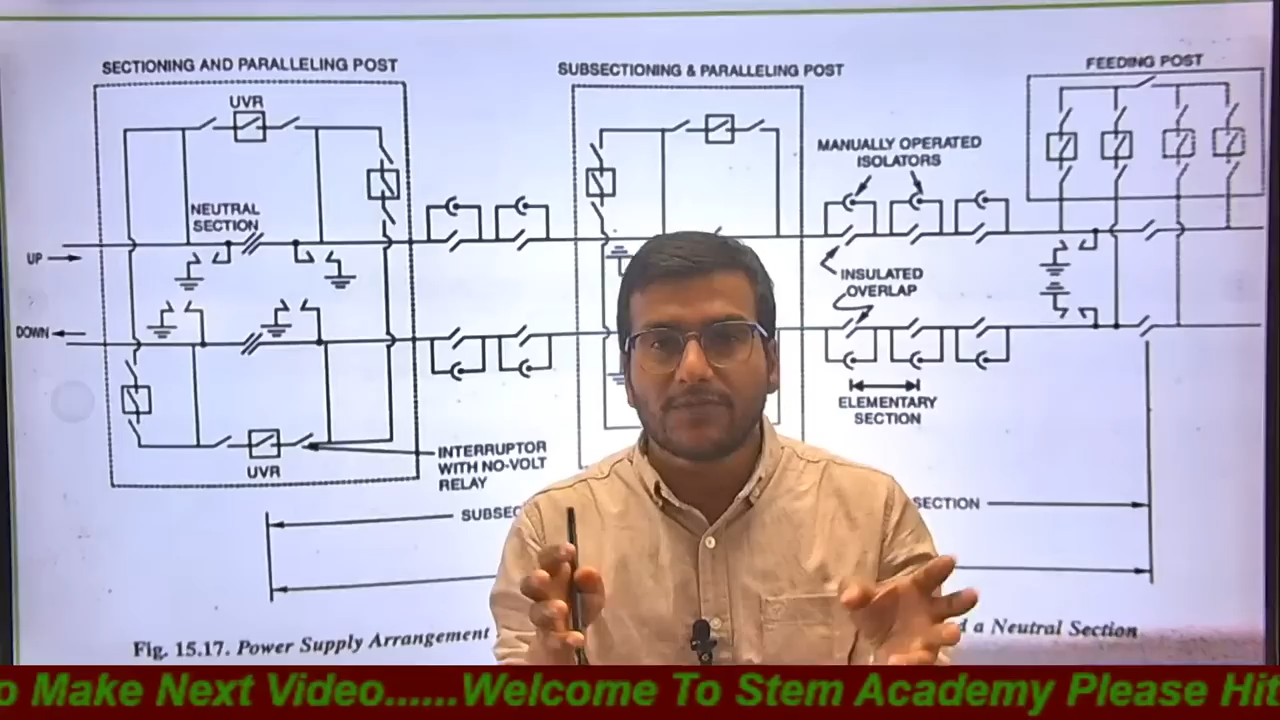 SECTIONING AND PARALLELING POST
SUBSECTIONING & PARALLELING POST
FEEDING POST
UVR
MANUALLY OPERATED
ISOLATORS
NEUTRAL
SECTION
UP
INSULATED
OVERLAP
DOWN
ELEMENTARY
SECTION
INTERRUPTOR
WITH NO-VOLT
RELAY
UVR
SECTION
Fig. 15.17. Power Supply Arrangement
a Neutral Section
o Make Next Video......Welcome To Stem Academy Please Hit